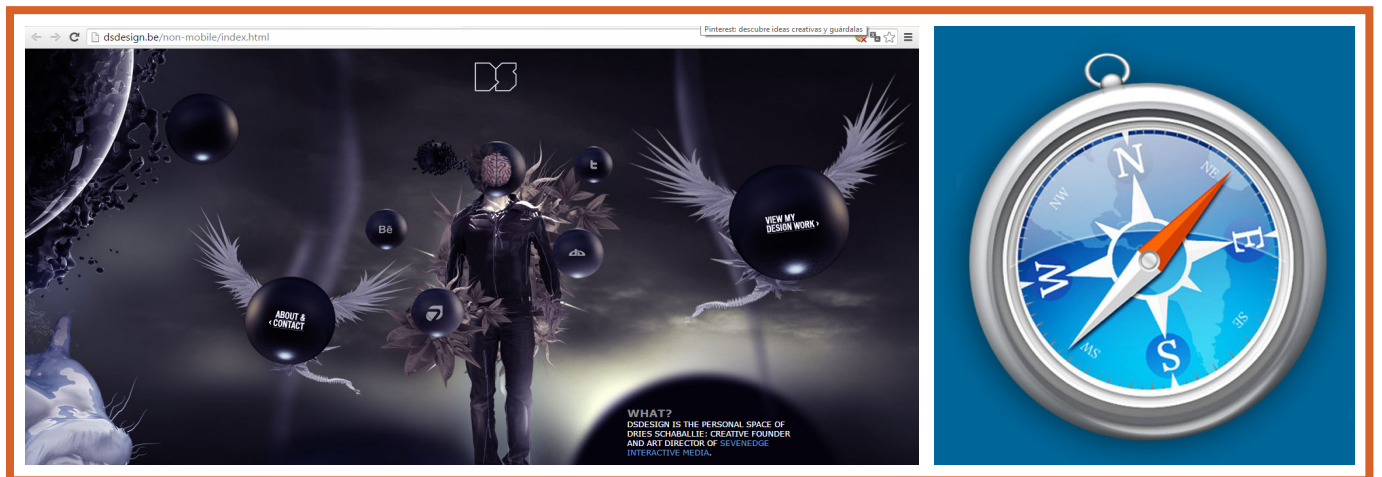 Pinterest: descubre ideas creativas y guárdalas
dsdesign.be/non-mobile/index.html
DS
t
Bē
VIEW MY
DESIGN WORK ›
ABOUT &
‹ CONTACT
WHAT?
DSDESIGN IS THE PERSONAL SPACE OF
DRIES SCHABALLIE: CREATIVE FOUNDER
AND ART DIRECTOR OF SEVENEDGE
INTERACTIVE MEDIA.
N
NE
E
SE
S
SW
W
NW